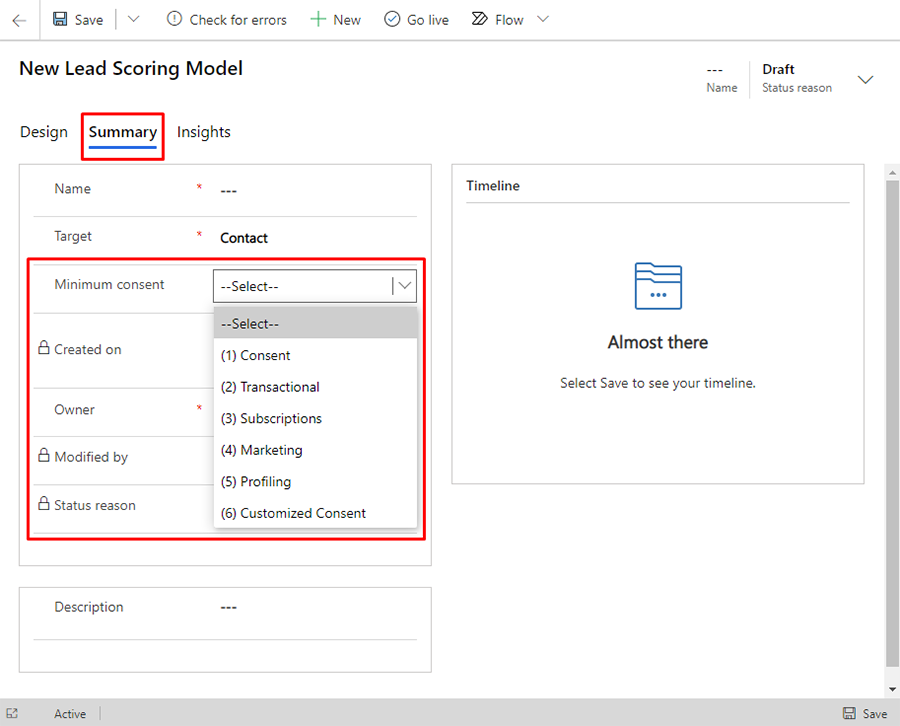 Save Check for errors New Go live Flow
New Lead Scoring Model
--- Draft
Name Status reason
Design Summary Insights
Name * ---
Target * Contact
Minimum consent --Select--
--Select--
(1) Consent
Created on
(2) Transactional
Owner *
(3) Subscriptions
Modified by
(4) Marketing
(5) Profiling
Status reason
(6) Customized Consent
Description ---
Timeline
Almost there
Select Save to see your timeline.
Active Save